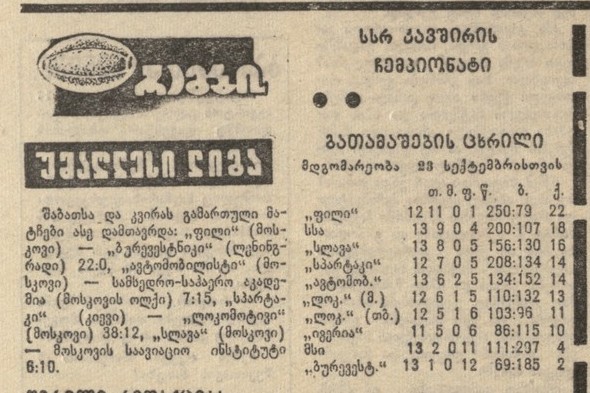 რაგბი
უმაღლესი ლიგა
შაბათსა და კვირას გამართული მა-
ტჩები ასე დამთავრდა: „ფილი“ (მოს-
კოვი) — „ბურევესტნიკი“ (ლენინგ-
რადი) 22:0, „ავტომობილისტი“ (მო-
სკოვი) — სამხედრო-საჰაერო აკადე-
მია (მოსკოვის ოლქი) 7:15, „სპარტა-
კი“ (კიევი) — „ლოკომოტივი“
(მოსკოვი) 38:12, „სლავა“ (მოსკოვი)
— მოსკოვის საავიაციო ინსტიტუტი
6:10.
სსრ კავშირის
ჩემპიონატი
გათამაშების ცხრილი
მდგომარეობა 23 სექტემბრისთვის
თ. მ. ფ. წ. ბ. ქ.
„ფილი“ 12 11 0 1 250:79 22
სსა 13 9 0 4 200:107 18
„სლავა“ 13 8 0 5 156:130 16
„სპარტაკი“ 12 7 0 5 208:134 14
„ავტომობ.“ 13 6 2 5 134:152 14
„ლოკ.“ (მ.) 12 6 1 5 110:132 13
„ლოკ.“ (თბ.) 12 5 1 6 103:96 11
„ივერია“ 11 5 0 6 86:115 10
მსი 13 2 0 11 111:297 4
„ბურევესტ.“ 13 1 0 12 69:185 2